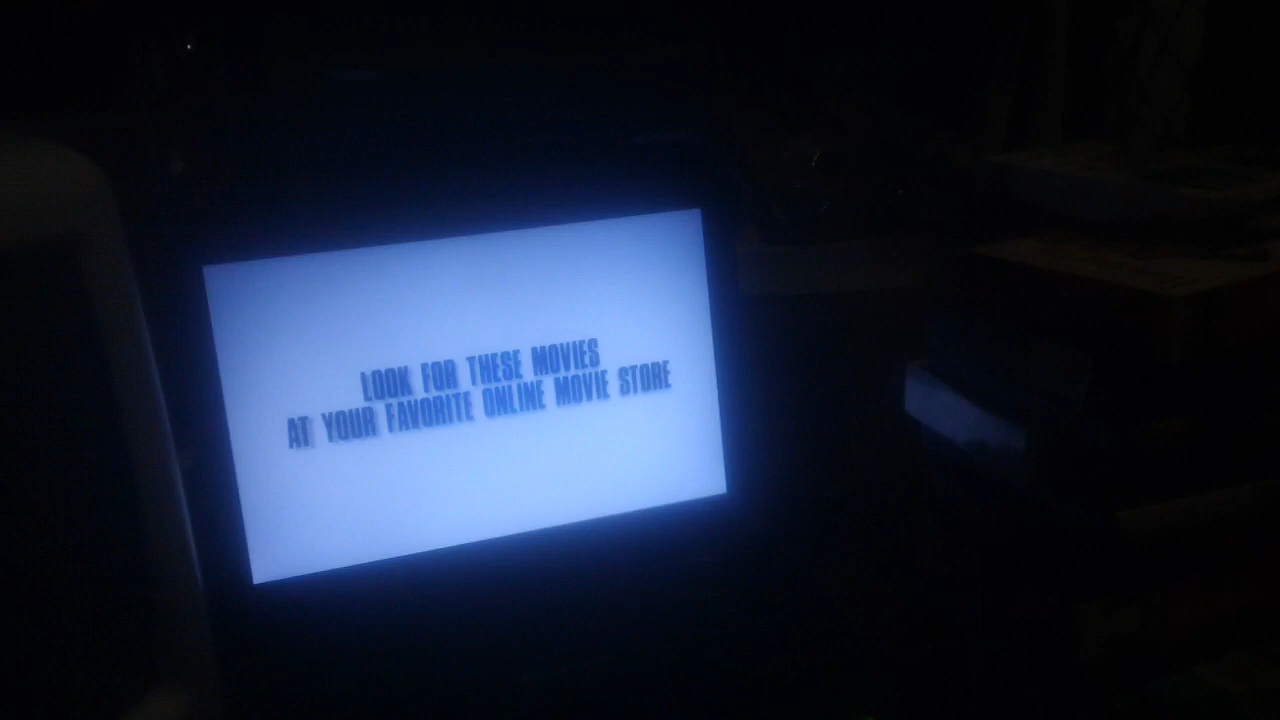 LOOK FOR THESE MOVIES
AT YOUR FAVORITE ONLINE MOVIE STORE